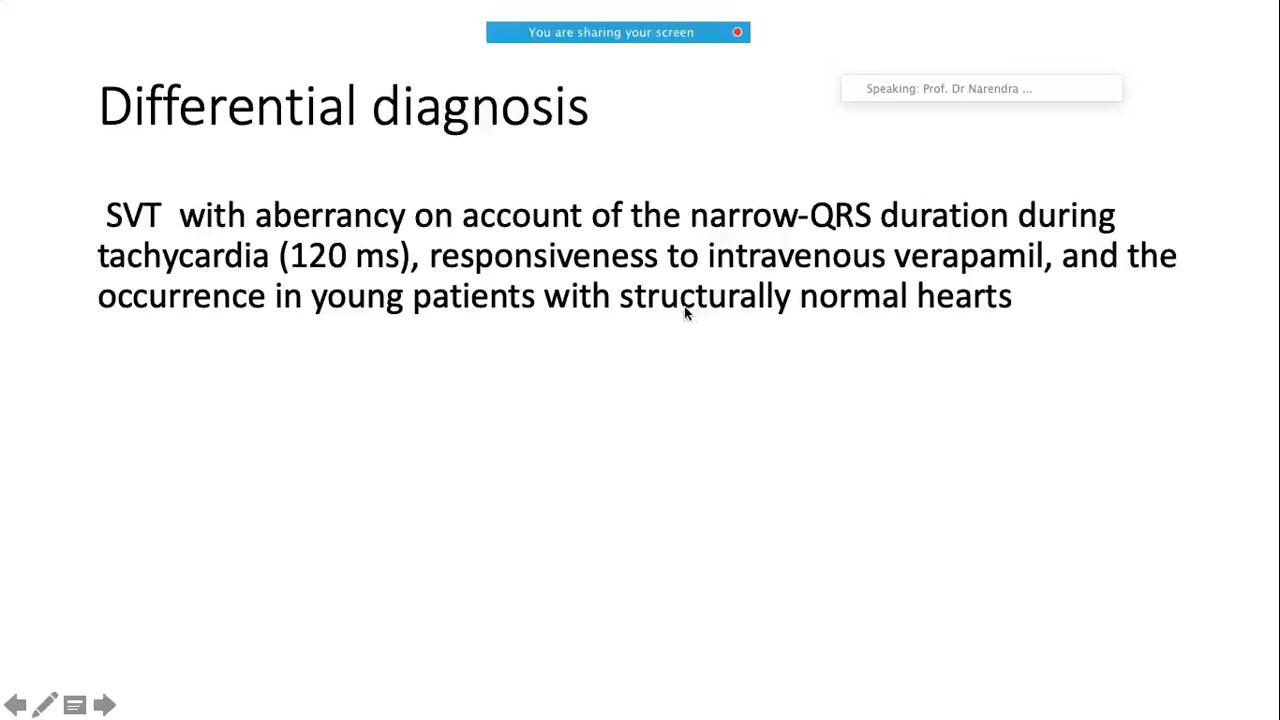 You are sharing your screen
Speaking: Prof. Dr Narendra ...
Differential diagnosis
SVT with aberrancy on account of the narrow-QRS duration during
tachycardia (120 ms), responsiveness to intravenous verapamil, and the
occurrence in young patients with structurally normal hearts